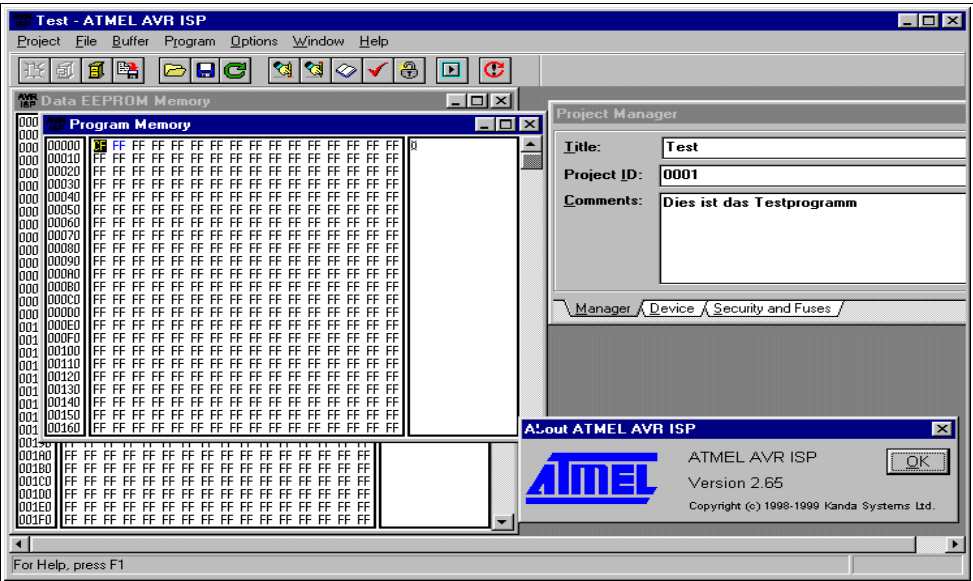 Test - ATMEL AVR ISP
Project File Buffer Program Options Window Help
Data EEPROM Memory
Program Memory
00000 FF FF FF FF FF FF FF FF FF FF FF FF FF FF FF
00010 FF FF FF FF FF FF FF FF FF FF FF FF FF FF FF FF
00020 FF FF FF FF FF FF FF FF FF FF FF FF FF FF FF FF
00030 FF FF FF FF FF FF FF FF FF FF FF FF FF FF FF FF
00040 FF FF FF FF FF FF FF FF FF FF FF FF FF FF FF FF
00050 FF FF FF FF FF FF FF FF FF FF FF FF FF FF FF FF
00060 FF FF FF FF FF FF FF FF FF FF FF FF FF FF FF FF
00070 FF FF FF FF FF FF FF FF FF FF FF FF FF FF FF FF
00080 FF FF FF FF FF FF FF FF FF FF FF FF FF FF FF FF
00090 FF FF FF FF FF FF FF FF FF FF FF FF FF FF FF FF
000A0 FF FF FF FF FF FF FF FF FF FF FF FF FF FF FF FF
000B0 FF FF FF FF FF FF FF FF FF FF FF FF FF FF FF FF
000C0 FF FF FF FF FF FF FF FF FF FF FF FF FF FF FF FF
000D0 FF FF FF FF FF FF FF FF FF FF FF FF FF FF FF FF
000E0 FF FF FF FF FF FF FF FF FF FF FF FF FF FF FF FF
000F0 FF FF FF FF FF FF FF FF FF FF FF FF FF FF FF FF
00100 FF FF FF FF FF FF FF FF FF FF FF FF FF FF FF FF
00110 FF FF FF FF FF FF FF FF FF FF FF FF FF FF FF FF
00120 FF FF FF FF FF FF FF FF FF FF FF FF FF FF FF FF
00130 FF FF FF FF FF FF FF FF FF FF FF FF FF FF FF FF
00140 FF FF FF FF FF FF FF FF FF FF FF FF FF FF FF FF
00150 FF FF FF FF FF FF FF FF FF FF FF FF FF FF FF FF
00160 FF FF FF FF FF FF FF FF FF FF FF FF FF FF FF FF
001A0 FF FF FF FF FF FF FF FF FF FF FF FF FF FF FF FF
001B0 FF FF FF FF FF FF FF FF FF FF FF FF FF FF FF FF
001C0 FF FF FF FF FF FF FF FF FF FF FF FF FF FF FF FF
001D0 FF FF FF FF FF FF FF FF FF FF FF FF FF FF FF FF
001E0 FF FF FF FF FF FF FF FF FF FF FF FF FF FF FF FF
001F0 FF FF FF FF FF FF FF FF FF FF FF FF FF FF FF FF
Project Manager
Title: Test
Project ID: 0001
Comments: Dies ist das Testprogramm
Manager Device Security and Fuses
About ATMEL AVR ISP
ATMEL
ATMEL AVR ISP
OK
Version 2.65
Copyright (c) 1998-1999 Kanda Systems Ltd.
For Help, press F1